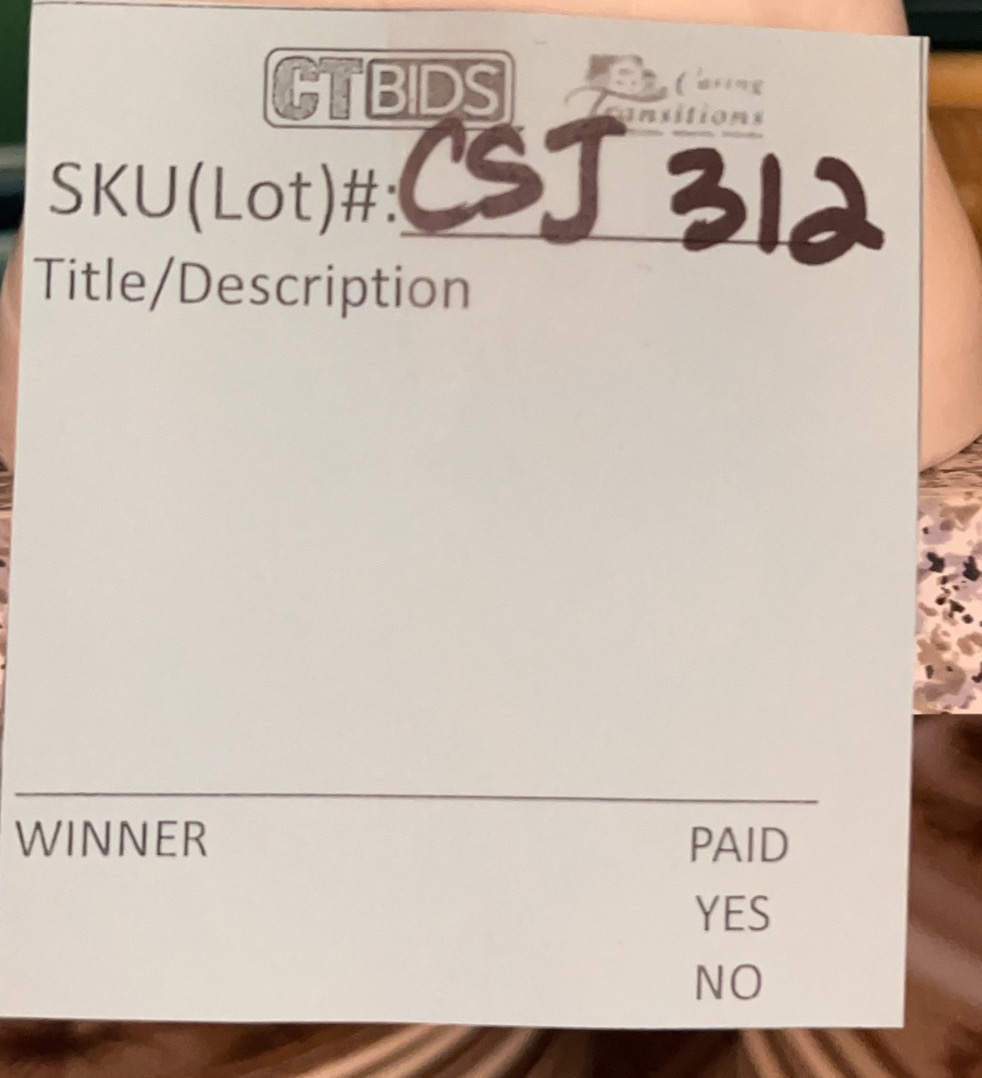 CTBIDS Caring Transitions
SKU(Lot)#: CSJ 312
Title/Description
WINNER PAID
YES
NO